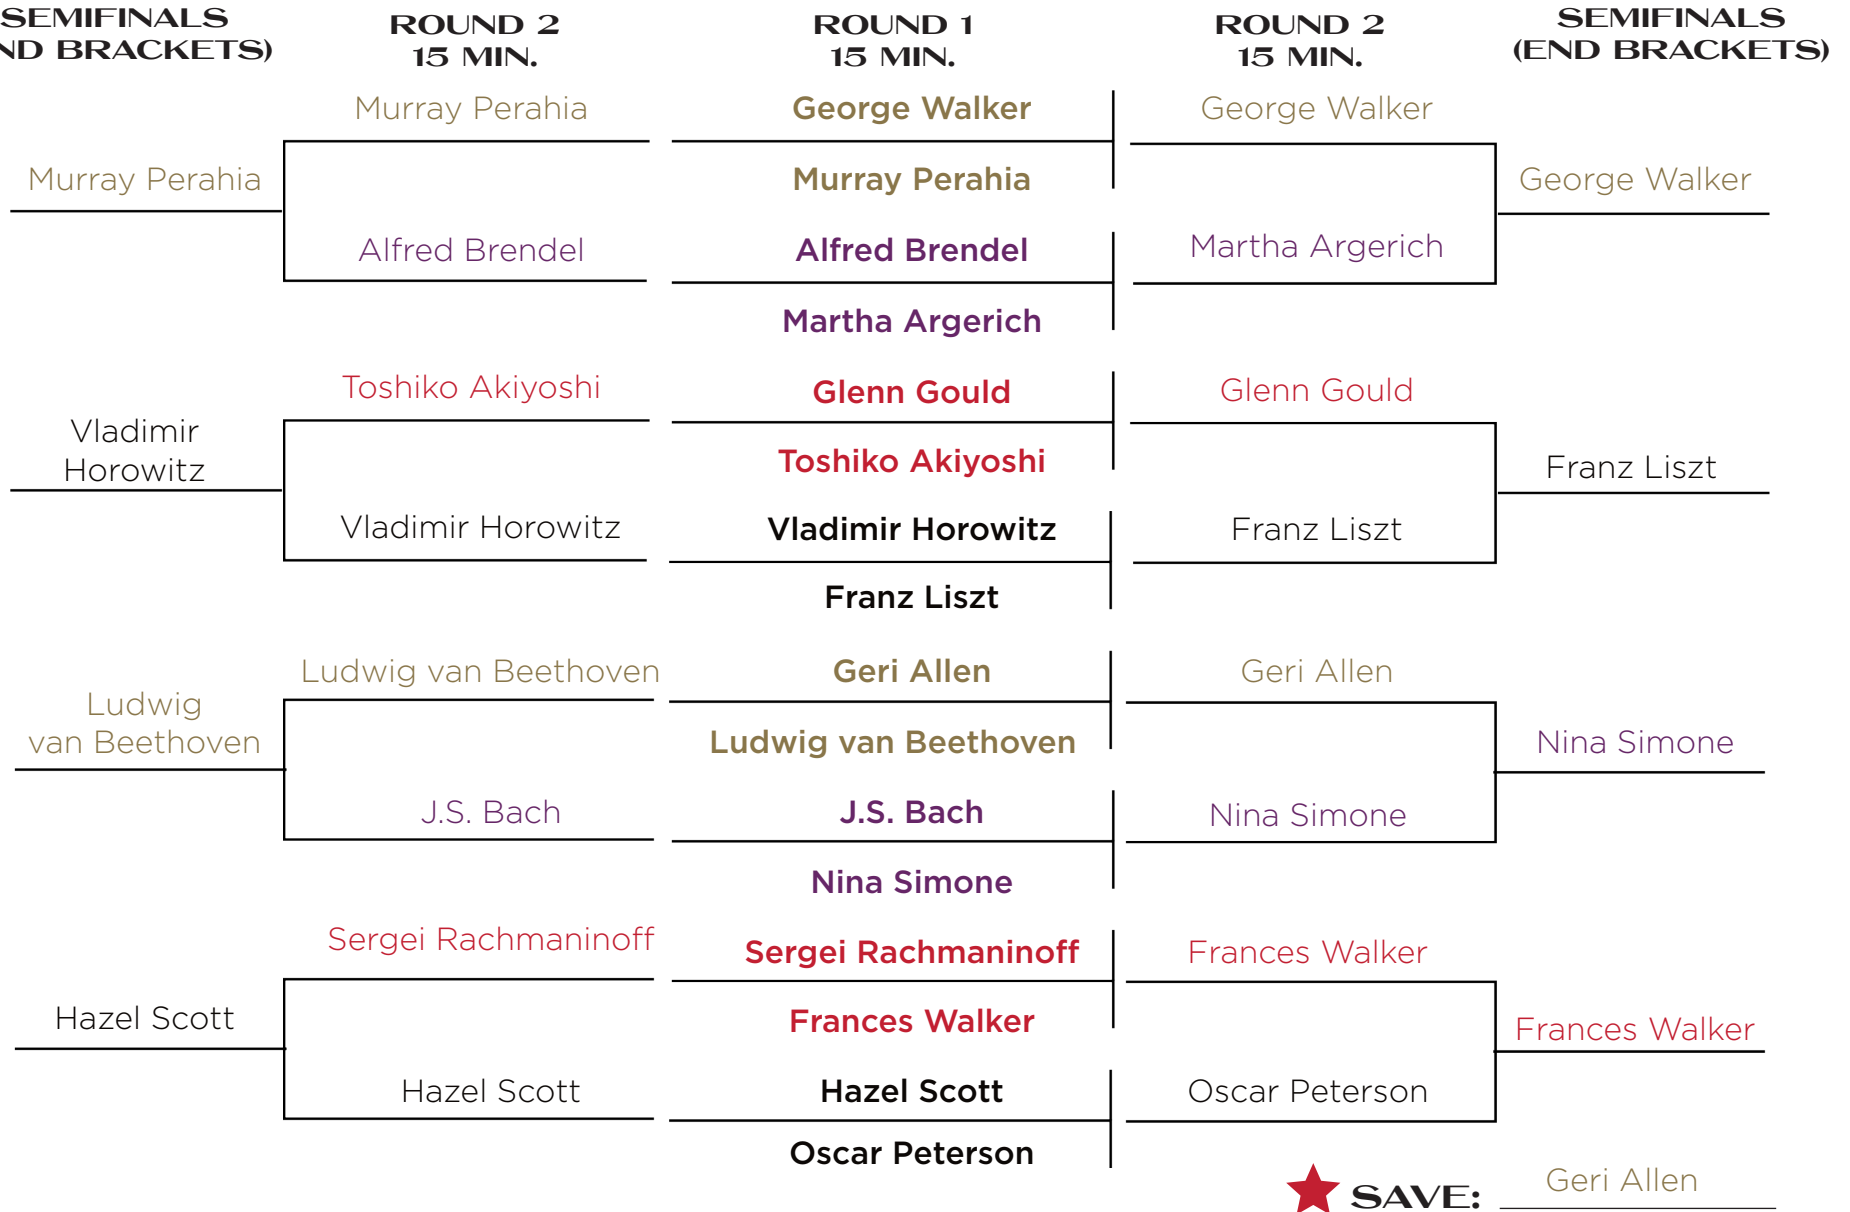 SEMIFINALS
ND BRACKETS)
ROUND 2
15 MIN.
ROUND 1
15 MIN.
ROUND 2
15 MIN.
SEMIFINALS
(END BRACKETS)
Murray Perahia
Vladimir
Horowitz
Ludwig
van Beethoven
Hazel Scott
Murray Perahia
Alfred Brendel
Toshiko Akiyoshi
Vladimir Horowitz
Ludwig van Beethoven
J.S. Bach
Sergei Rachmaninoff
Hazel Scott
George Walker
Murray Perahia
Alfred Brendel
Martha Argerich
Glenn Gould
Toshiko Akiyoshi
Vladimir Horowitz
Franz Liszt
Geri Allen
Ludwig van Beethoven
J.S. Bach
Nina Simone
Sergei Rachmaninoff
Frances Walker
Hazel Scott
Oscar Peterson
George Walker
Martha Argerich
Glenn Gould
Franz Liszt
Geri Allen
Nina Simone
Frances Walker
Oscar Peterson
George Walker
Franz Liszt
Nina Simone
Frances Walker
SAVE: Geri Allen